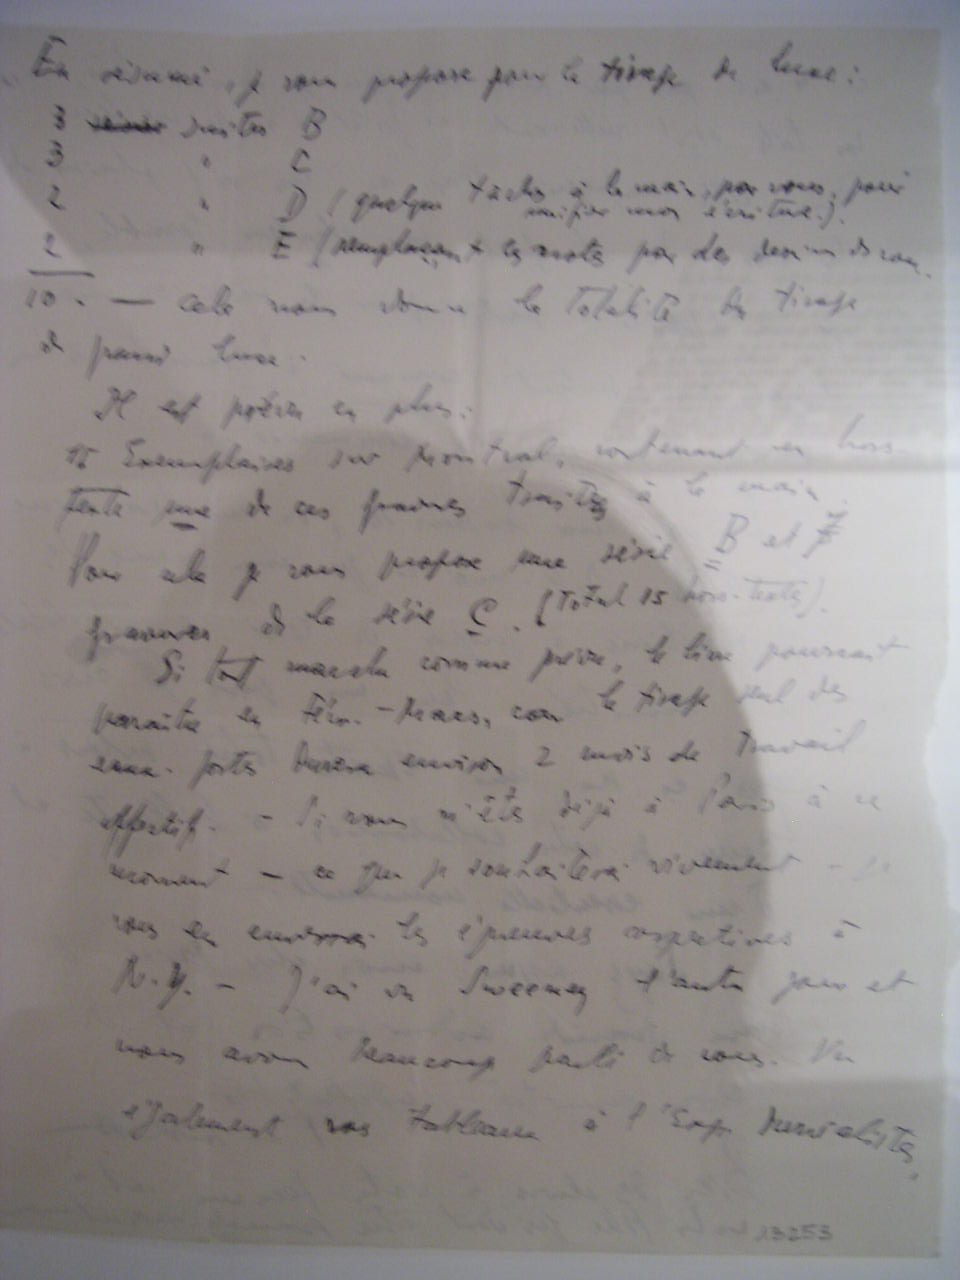 En résumé, je vous propose pour le tirage de luxe :
3 suites B
3 " C
2 " D (quelques taches à la main, par vous, pour
unifier mon écriture).
2 " E (remplaçant les mots par des dessins de vous.
10. — cela nous donne la totalité du tirage
de grand luxe.
Il est prévu en plus :
15 Exemplaires sur Montval, contenant en hors-
texte une de ces gravures traitées à la main.
Pour cela je vous propose une série B et 7
gravures de la série C. (Total 15 hors-textes).
Si tout marche comme prévu, le livre pourrait
paraître en Févr. - Mars, car le tirage seul des
eaux-fortes durera environ 2 mois de travail
effectif. - Si vous n'êtes déjà à Paris à ce
moment - ce que je souhaiterai vivement - je
vous en enverrai les épreuves respectives à
N.Y. - J'ai vu Sweeney l'autre jour et
nous avons beaucoup parlé de vous. Vu
également vos tableaux à l'Exp. Surréaliste,
13253